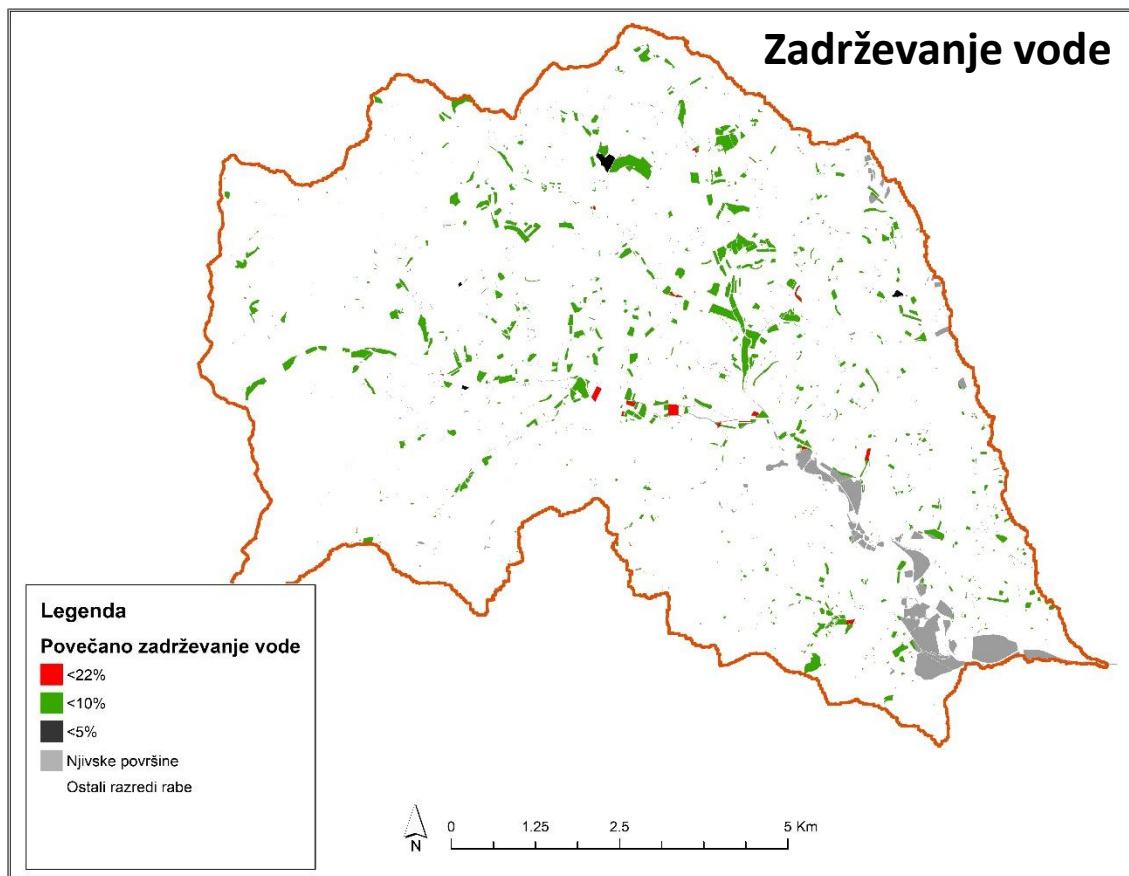 Zadrževanje vode
Legenda
Povečano zadrževanje vode
<22%
<10%
<5%
Njivske površine
Ostali razredi rabe
N
0 1.25 2.5 5 Km